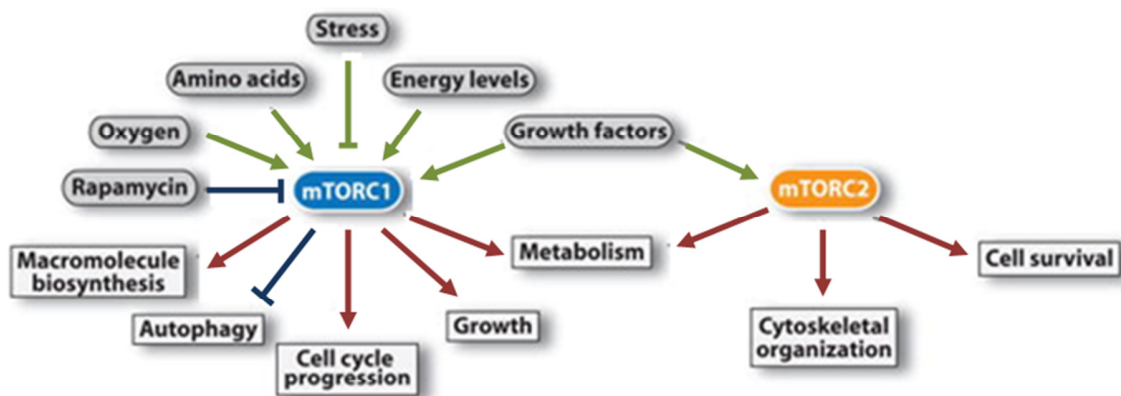 Stress
Amino acids
Energy levels
Oxygen
Growth factors
Rapamycin
mTORC1
mTORC2
Macromolecule
biosynthesis
Metabolism
Cell survival
Autophagy
Growth
Cytoskeletal
organization
Cell cycle
progression